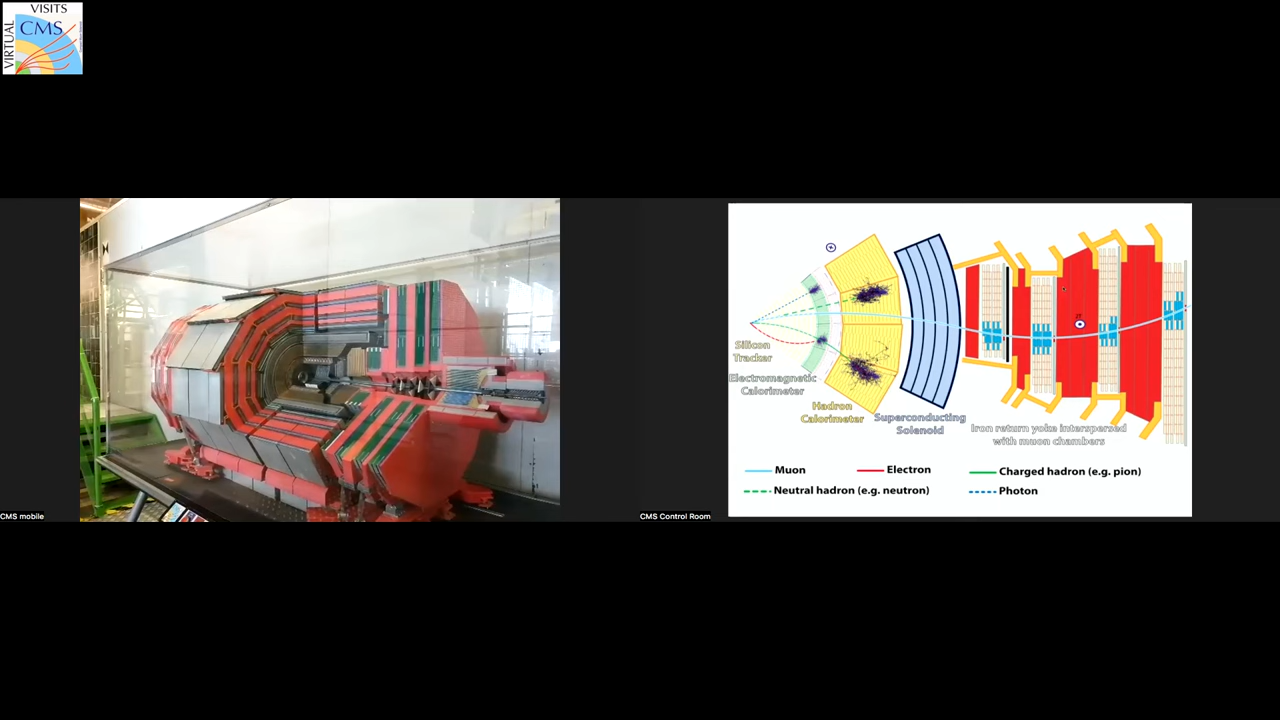 VISITS
CMS
VIRTUAL
CMS mobile
Silicon
Tracker
Electromagnetic
Calorimeter
Hadron
Calorimeter
Superconducting
Solenoid
Iron return yoke interspersed
with muon chambers
Muon
Electron
Charged hadron (e.g. pion)
Neutral hadron (e.g. neutron)
Photon
CMS Control Room